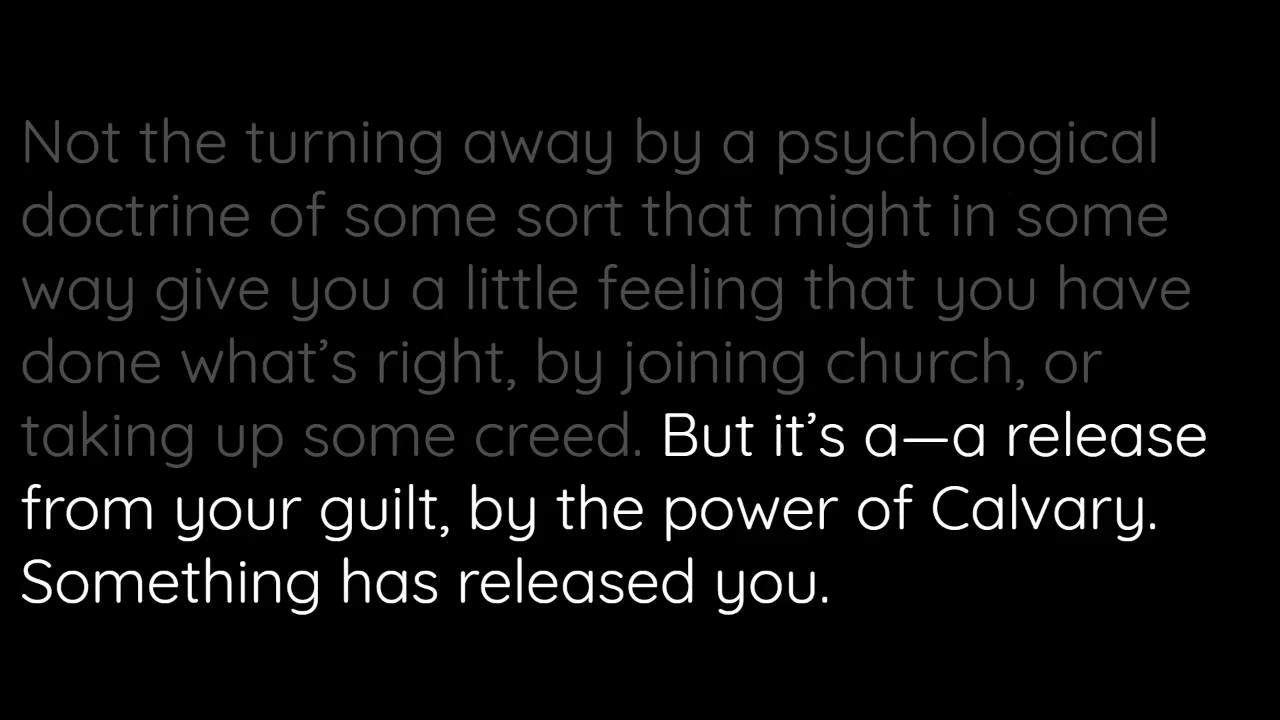 Not the turning away by a psychological
doctrine of some sort that might in some
way give you a little feeling that you have
done what’s right, by joining church, or
taking up some creed. But it’s a—a release
from your guilt, by the power of Calvary.
Something has released you.